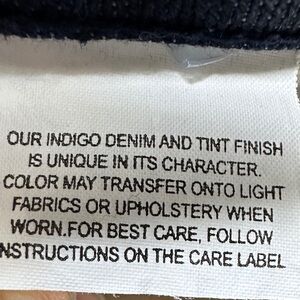 OUR INDIGO DENIM AND TINT FINISH
IS UNIQUE IN ITS CHARACTER.
COLOR MAY TRANSFER ONTO LIGHT
FABRICS OR UPHOLSTERY WHEN
WORN.FOR BEST CARE, FOLLOW
NSTRUCTIONS ON THE CARE LABEL